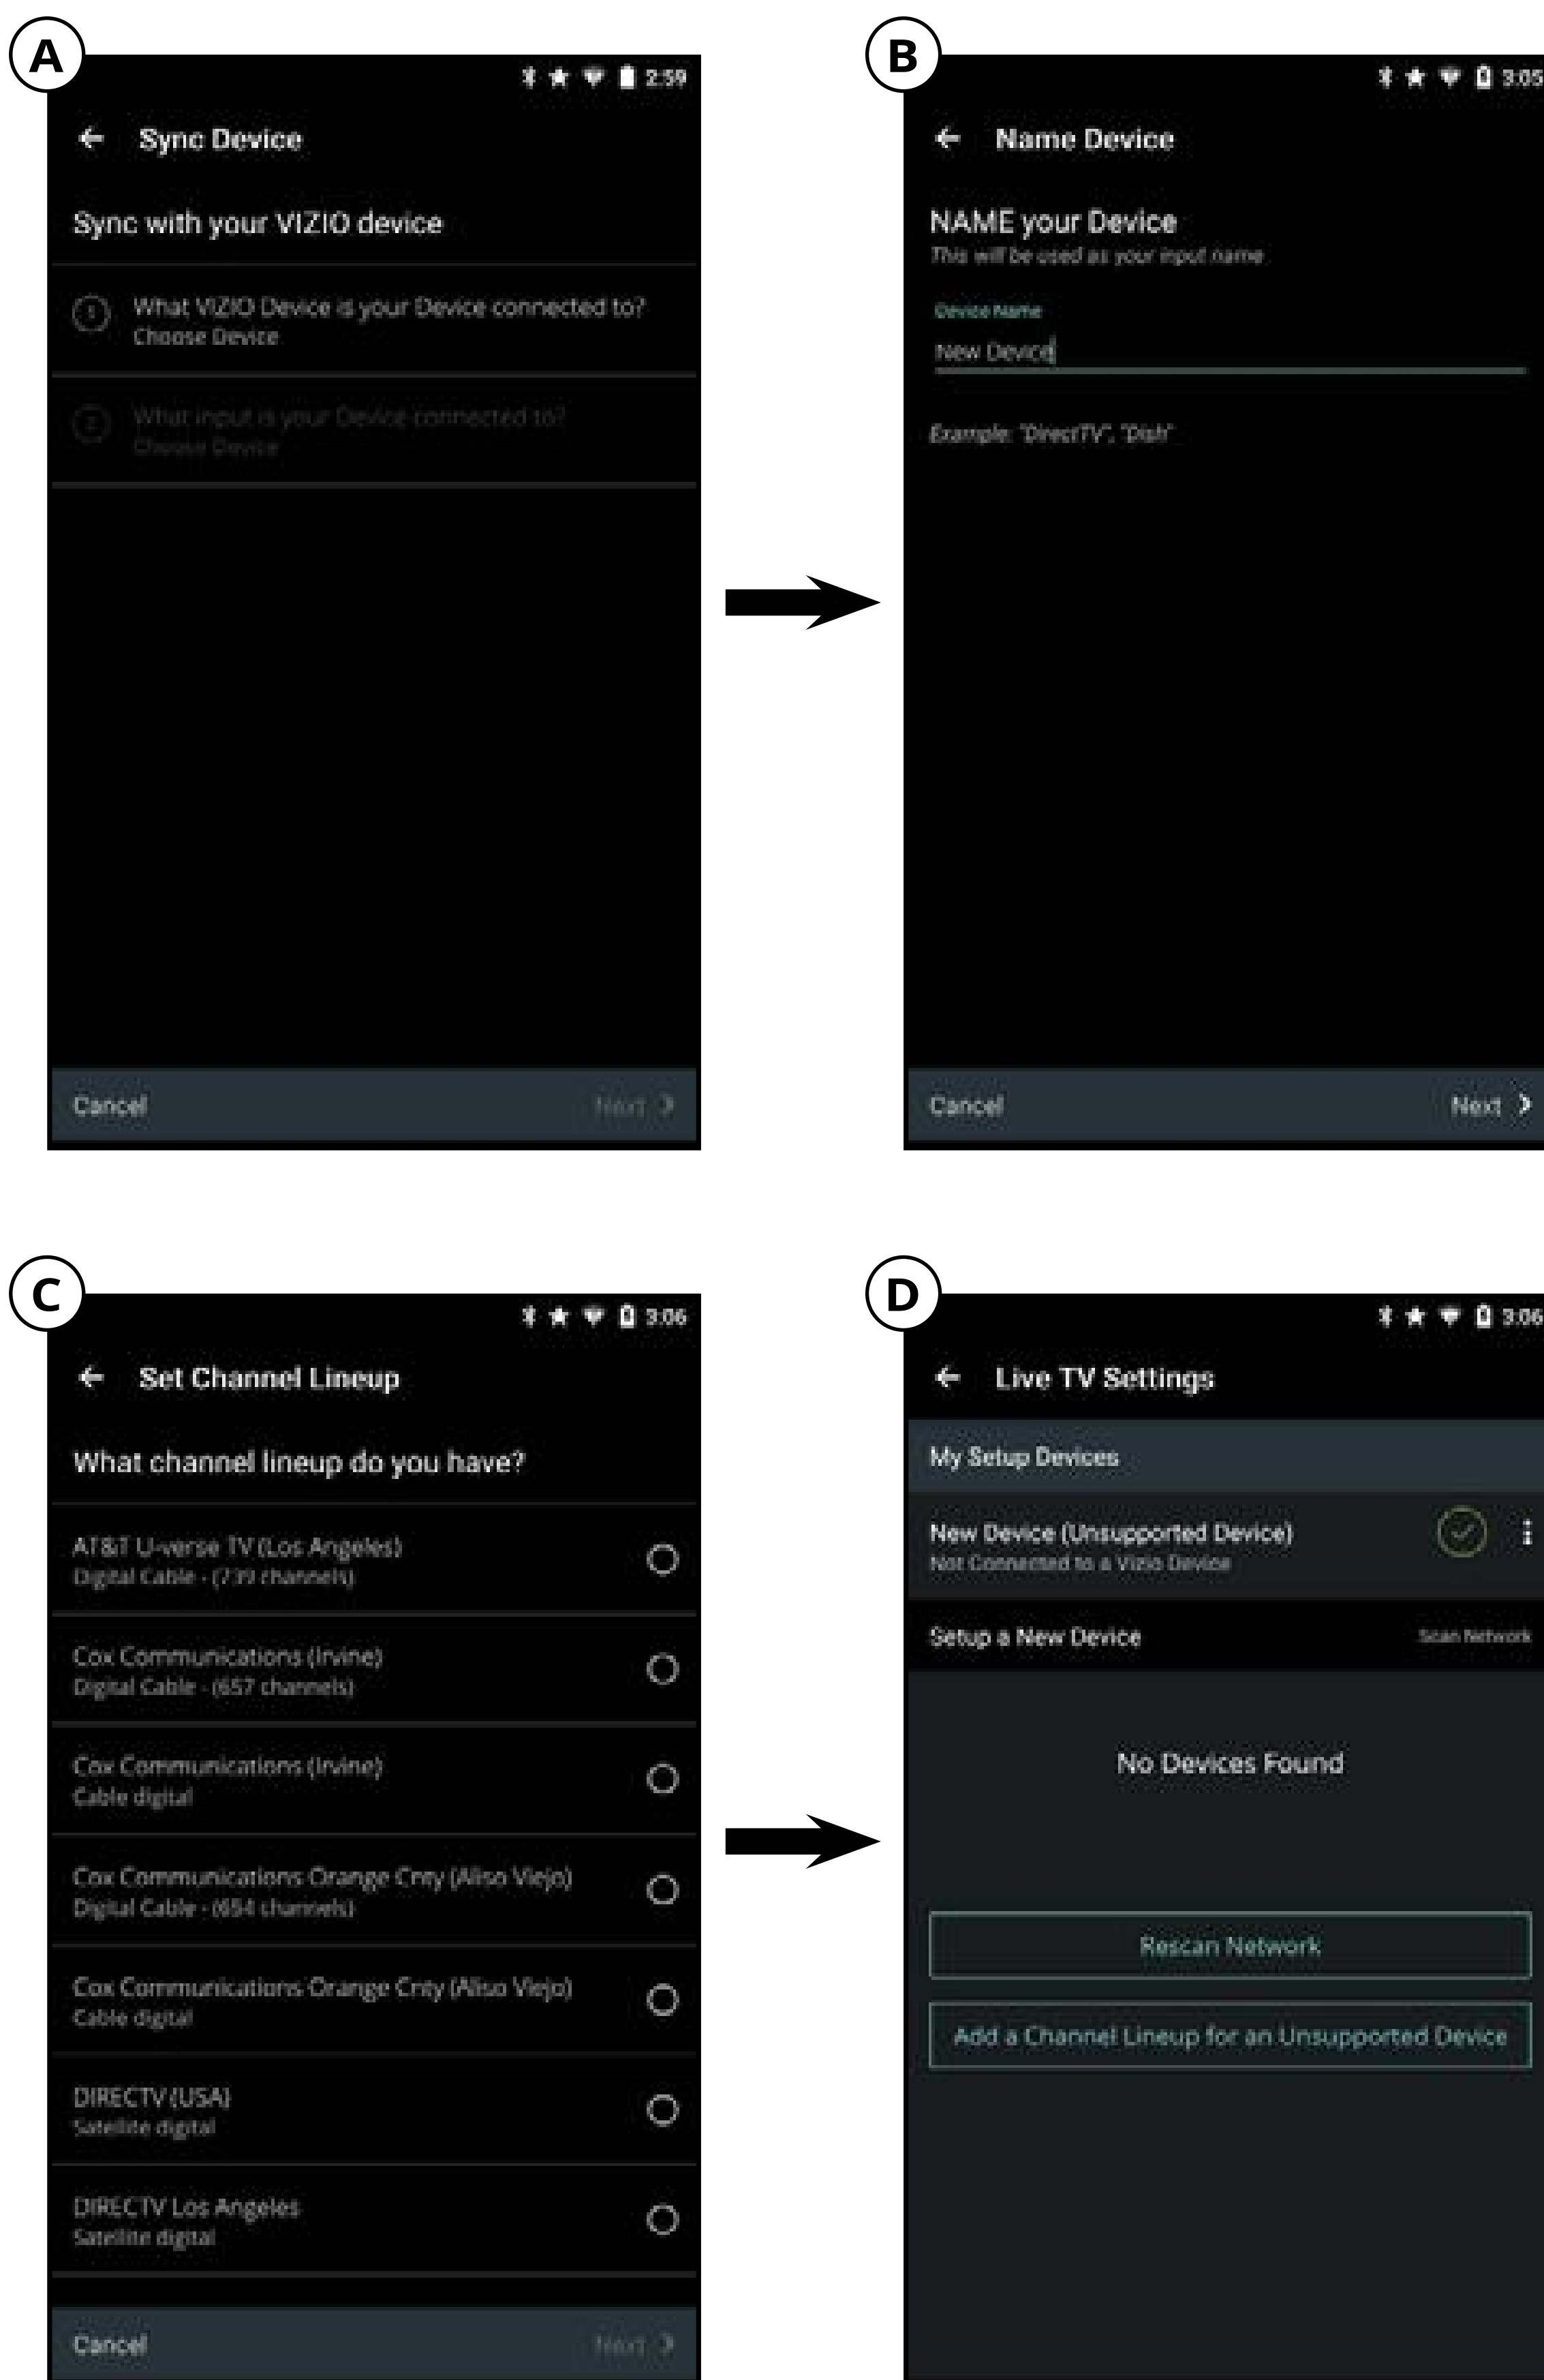 A
2:59
Sync Device
Sync with your VIZIO device
1 What VIZIO Device is your Device connected to?
Choose Device
2 What input is your Device connected to?
Choose Device
Cancel
Next
B
3:05
Name Device
NAME your Device
This will be used as your input name
Device Name
New Device
Example: "DirectTV", "Dish"
Cancel
Next
C
3:06
Set Channel Lineup
What channel lineup do you have?
AT&T U-verse TV (Los Angeles)
Digital Cable - (739 channels)
Cox Communications (Irvine)
Digital Cable - (657 channels)
Cox Communications (Irvine)
Cable digital
Cox Communications Orange Cnty (Aliso Viejo)
Digital Cable - (654 channels)
Cox Communications Orange Cnty (Aliso Viejo)
Cable digital
DIRECTV (USA)
Satellite digital
DIRECTV Los Angeles
Satellite digital
Cancel
Next
D
3:06
Live TV Settings
My Setup Devices
New Device (Unsupported Device)
Not Connected to a Vizio Device
Setup a New Device
Scan Network
No Devices Found
Rescan Network
Add a Channel Lineup for an Unsupported Device